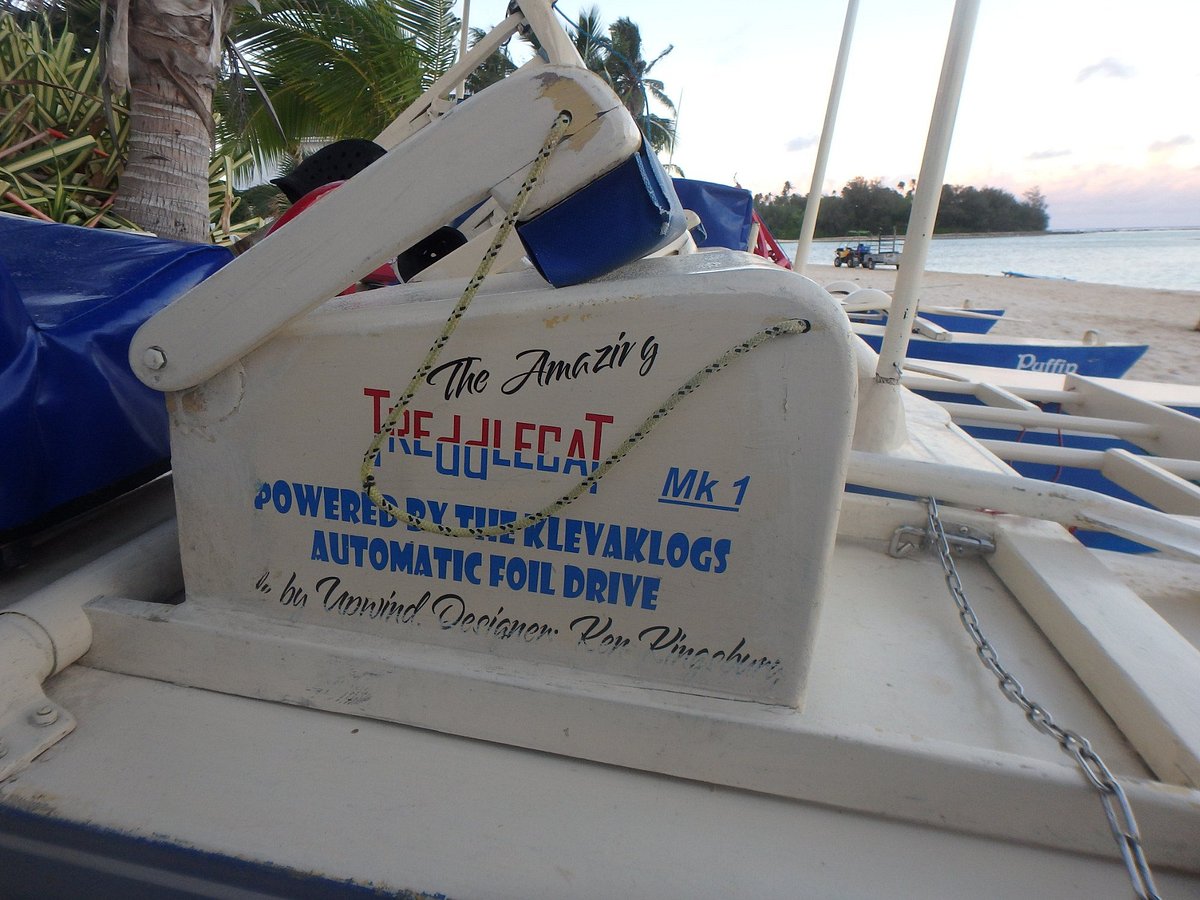 The Amazing
TREDDLECAT
Mk 1
POWERED BY THE KLEVAKLOGS
AUTOMATIC FOIL DRIVE
by Upwind. Designer: Ken Kingsbury
Puffin